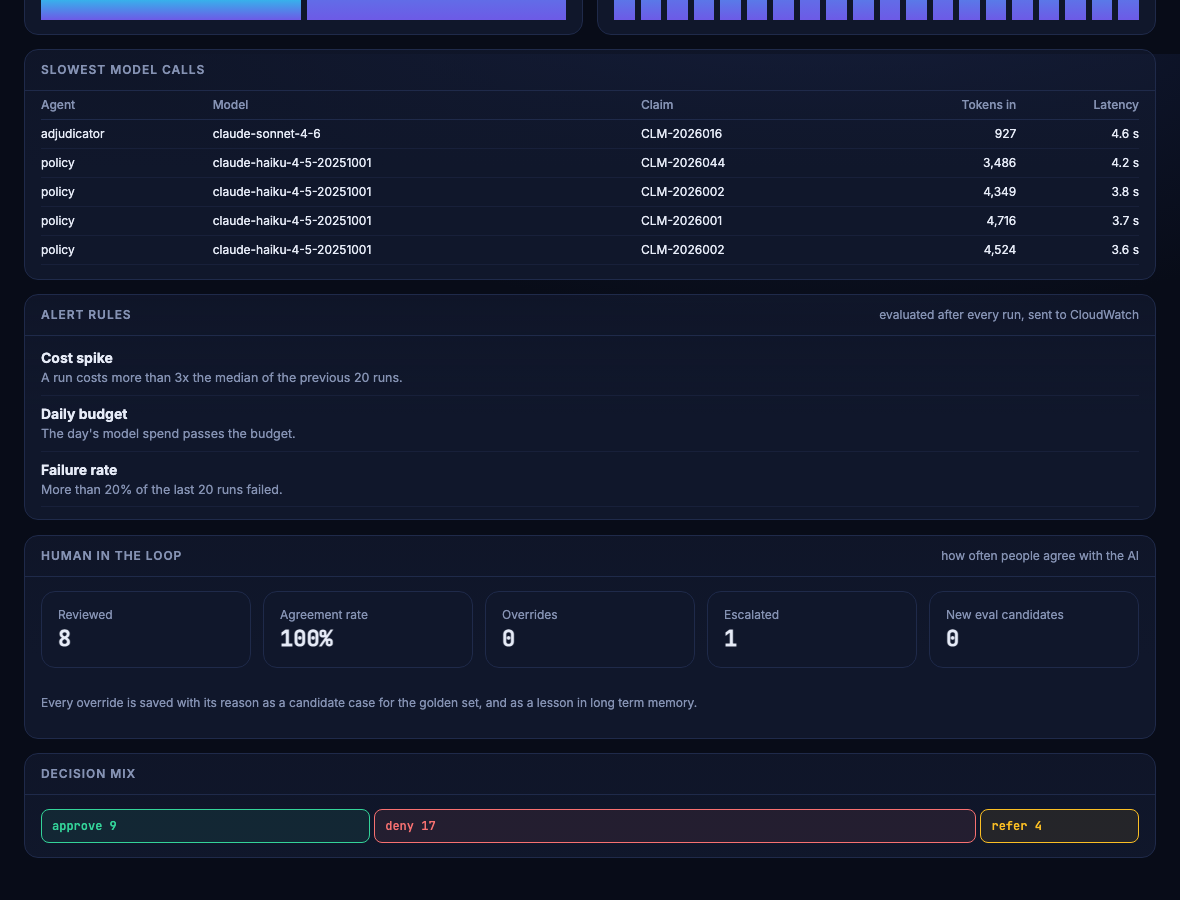 SLOWEST MODEL CALLS
Agent Model Claim Tokens in Latency
adjudicator claude-sonnet-4-6 CLM-2026016 927 4.6 s
policy claude-haiku-4-5-20251001 CLM-2026044 3,486 4.2 s
policy claude-haiku-4-5-20251001 CLM-2026002 4,349 3.8 s
policy claude-haiku-4-5-20251001 CLM-2026001 4,716 3.7 s
policy claude-haiku-4-5-20251001 CLM-2026002 4,524 3.6 s
ALERT RULES evaluated after every run, sent to CloudWatch
Cost spike
A run costs more than 3x the median of the previous 20 runs.
Daily budget
The day's model spend passes the budget.
Failure rate
More than 20% of the last 20 runs failed.
HUMAN IN THE LOOP how often people agree with the AI
Reviewed Agreement rate Overrides Escalated New eval candidates
8 100% 0 1 0
Every override is saved with its reason as a candidate case for the golden set, and as a lesson in long term memory.
DECISION MIX
approve 9 deny 17 refer 4